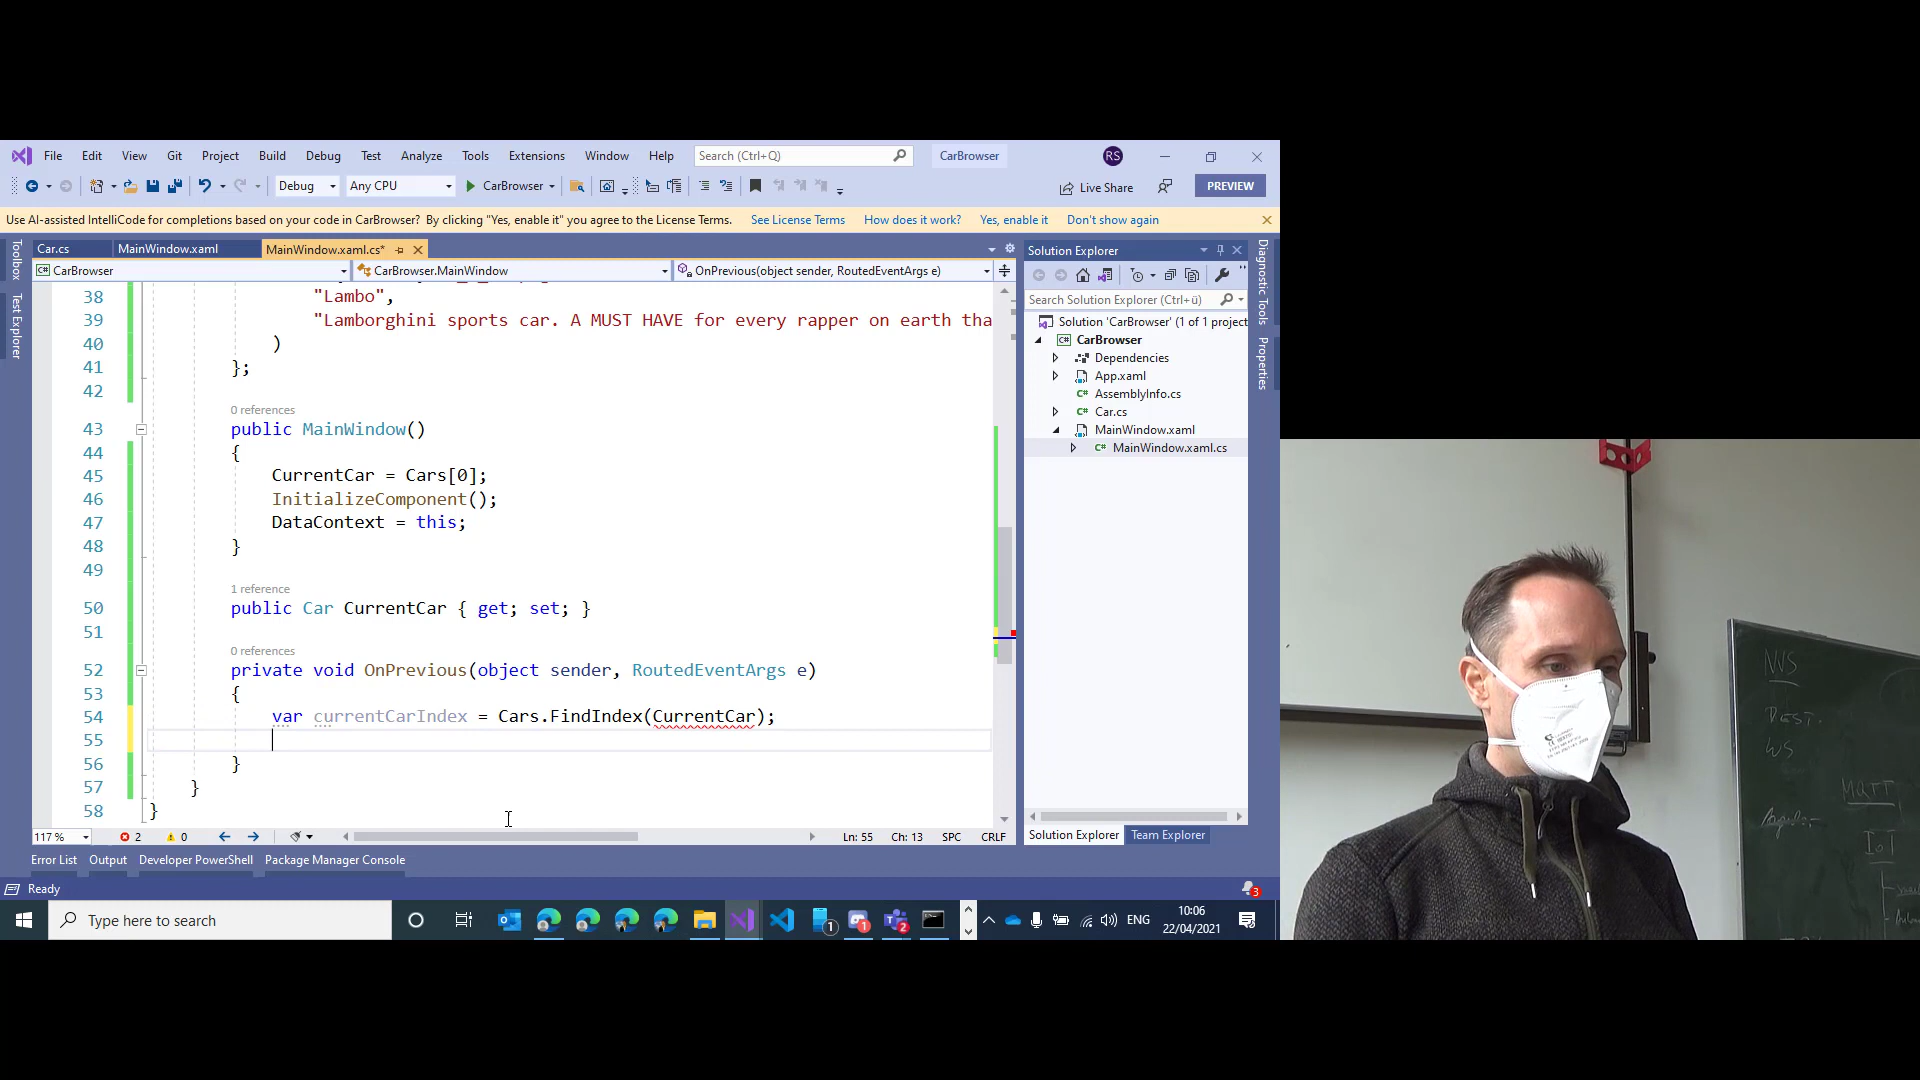 File Edit View Git Project Build Debug Test Analyze Tools Extensions Window Help Search (Ctrl+Q) CarBrowser RS
Debug Any CPU CarBrowser Live Share PREVIEW
Use AI-assisted IntelliCode for completions based on your code in CarBrowser? By clicking "Yes, enable it" you agree to the License Terms. See License Terms How does it work? Yes, enable it Don't show again
Toolbox
Test Explorer
Car.cs MainWindow.xaml MainWindow.xaml.cs*
CarBrowser CarBrowser.MainWindow OnPrevious(object sender, RoutedEventArgs e)
38 "Lambo",
39 "Lamborghini sports car. A MUST HAVE for every rapper on earth tha
40 )
41 };
42
0 references
43 public MainWindow()
44 {
45 CurrentCar = Cars[0];
46 InitializeComponent();
47 DataContext = this;
48 }
49
1 reference
50 public Car CurrentCar { get; set; }
51
0 references
52 private void OnPrevious(object sender, RoutedEventArgs e)
53 {
54 var currentCarIndex = Cars.FindIndex(CurrentCar);
55
56 }
57 }
58 }
117 % 2 0 Ln: 55 Ch: 13 SPC CRLF
Solution Explorer
Search Solution Explorer (Ctrl+ü)
Solution 'CarBrowser' (1 of 1 project
CarBrowser
Dependencies
App.xaml
AssemblyInfo.cs
Car.cs
MainWindow.xaml
MainWindow.xaml.cs
Solution Explorer Team Explorer
Diagnostic Tools
Properties
Error List Output Developer PowerShell Package Manager Console
Ready 3
Type here to search 1 1 2 ENG 10:06
22/04/2021
WS
MQTT
IoT